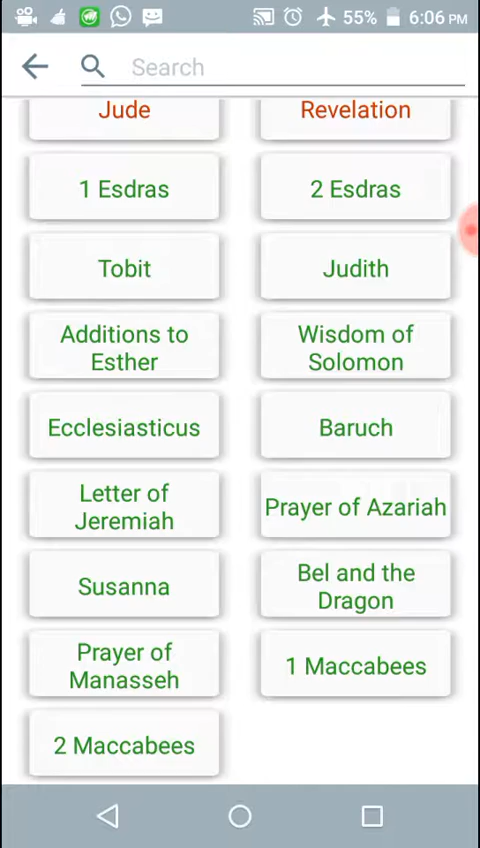 55% 6:06 PM
Search
Jude
Revelation
1 Esdras
2 Esdras
Tobit
Judith
Additions to
Esther
Wisdom of
Solomon
Ecclesiasticus
Baruch
Letter of
Jeremiah
Prayer of Azariah
Susanna
Bel and the
Dragon
Prayer of
Manasseh
1 Maccabees
2 Maccabees